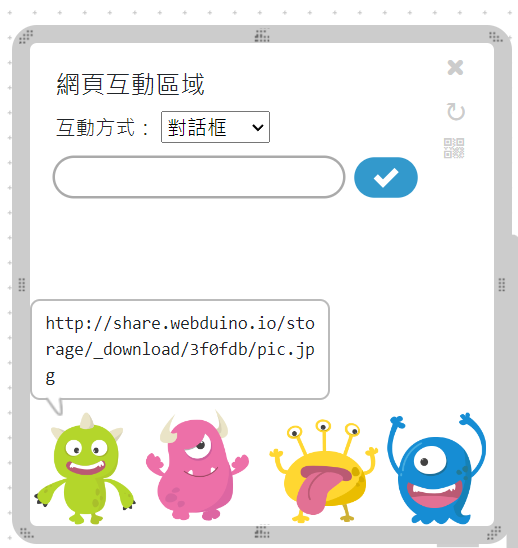 網頁互動區域
互動方式： 對話框
http://share.webduino.io/sto
rage/_download/3f0fdb/pic.jp
g